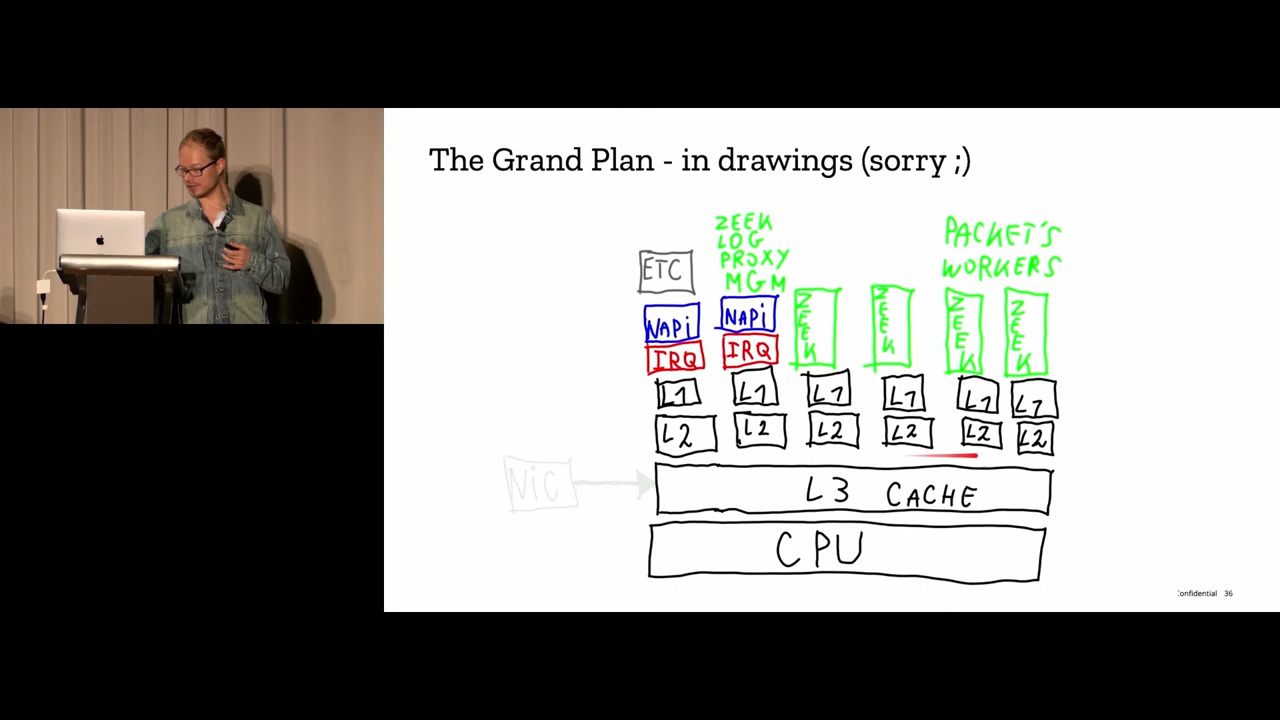 The Grand Plan - in drawings (sorry ;)
ZEEK
LOG
PROXY
MGM
PACKET'S
WORKERS
ETC
NAPi
NAPi
ZEEK
ZEEK
ZEEK
ZEEK
IRQ
IRQ
L1 L1 L1 L1 L1 L1
L2 L2 L2 L2 L2 L2
NiC
L3 CACHE
CPU
Confidential 36